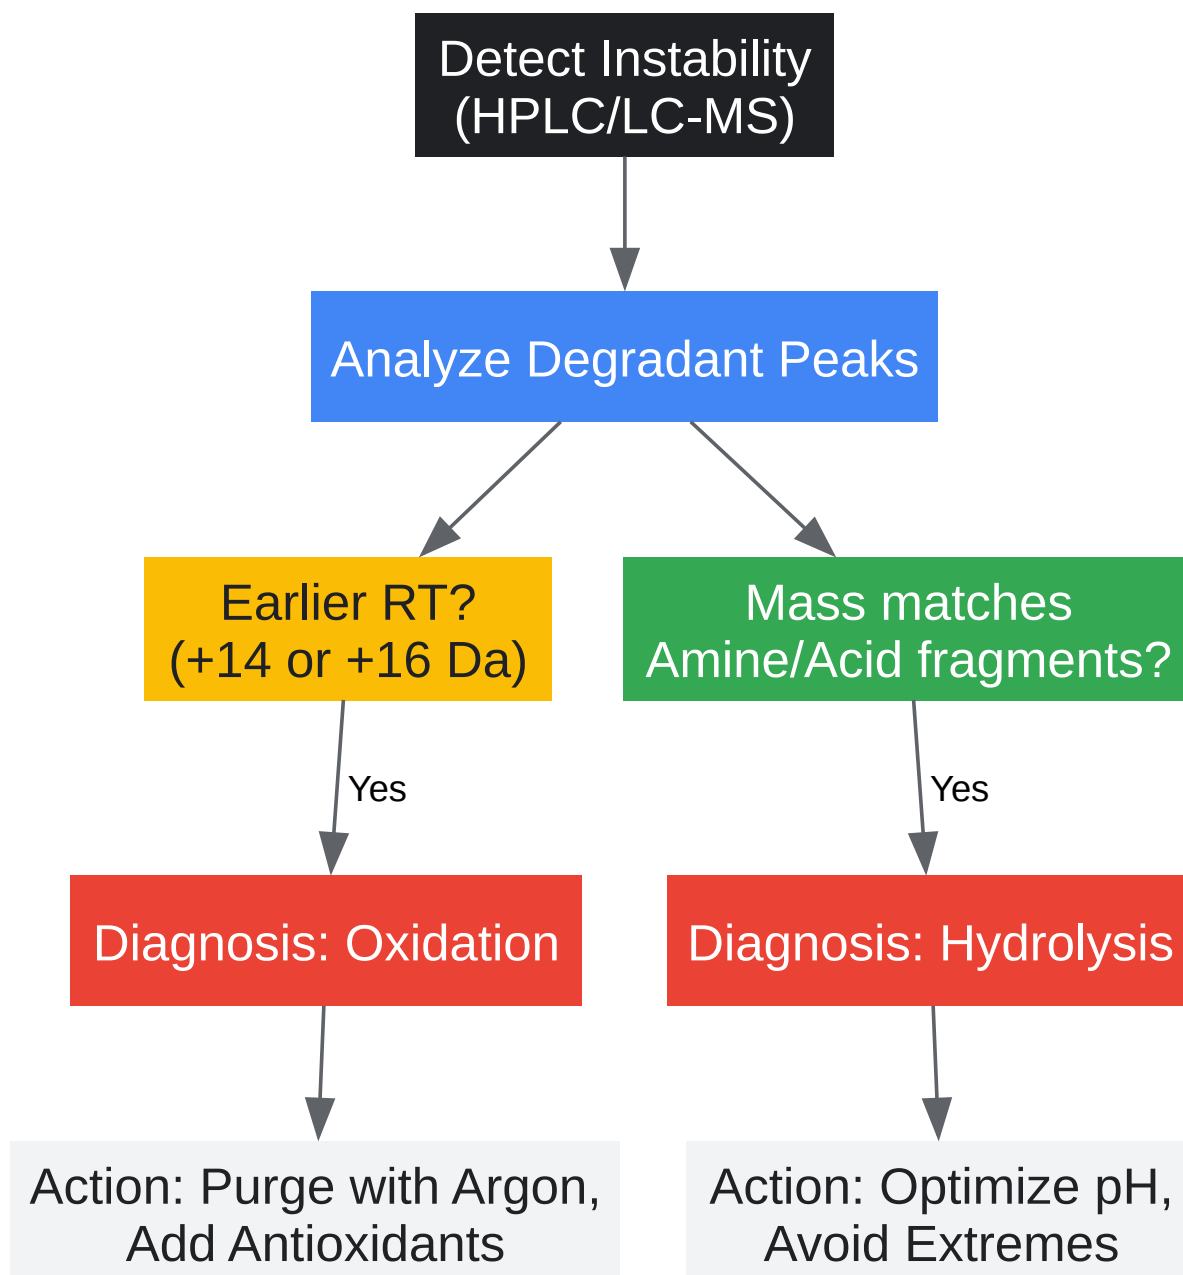 Detect Instability
(HPLC/LC-MS)
Analyze Degradant Peaks
Earlier RT?
(+14 or +16 Da)
Mass matches
Amine/Acid fragments?
Yes
Yes
Diagnosis: Oxidation
Diagnosis: Hydrolysis
Action: Purge with Argon,
Add Antioxidants
Action: Optimize pH,
Avoid Extremes